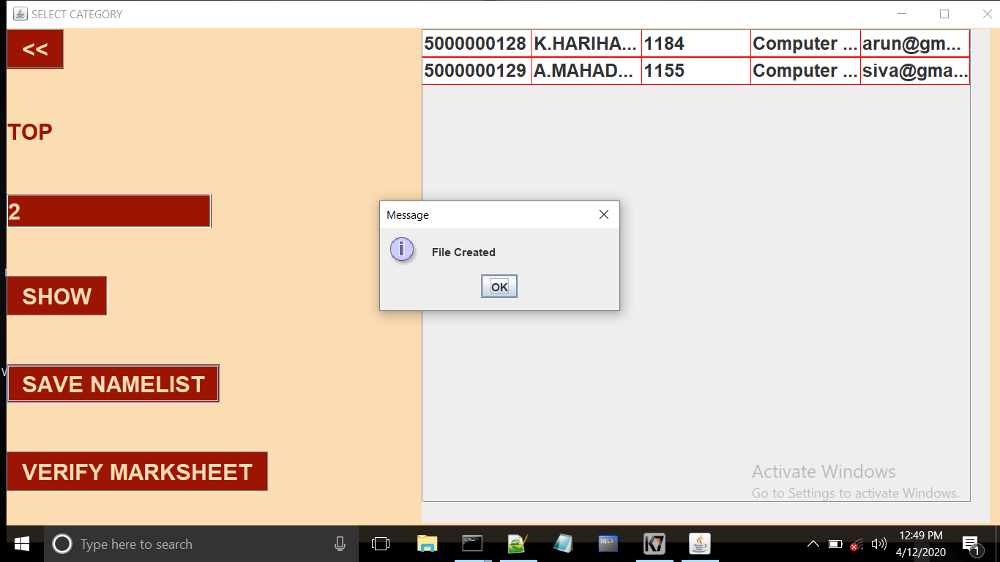 SELECT CATEGORY
<<
TOP
2
SHOW
SAVE NAMELIST
VERIFY MARKSHEET
5000000128 K.HARIHA... 1184 Computer ... arun@gm...
5000000129 A.MAHAD... 1155 Computer ... siva@gma...
Message
i
File Created
OK
Activate Windows
Go to Settings to activate Windows.
Type here to search
SQL>
K7
12:49 PM
4/12/2020
1